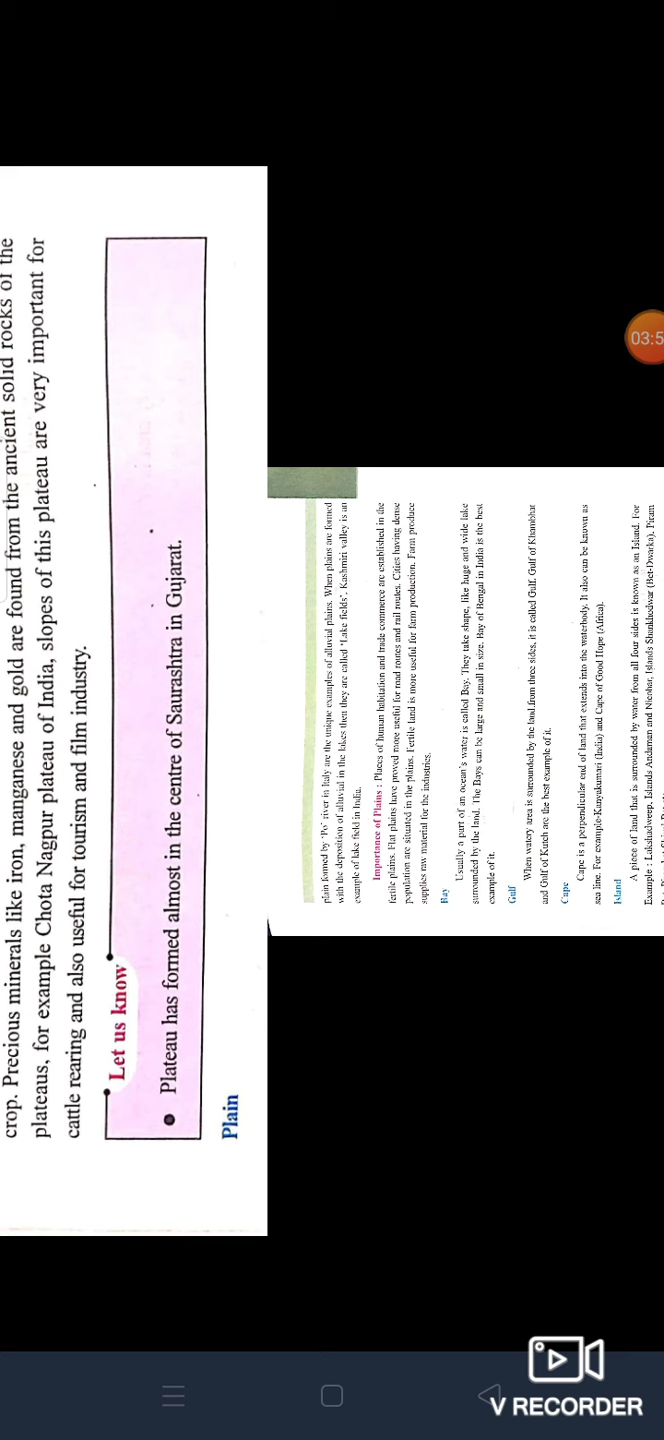 crop. Precious minerals like iron, manganese and gold are found from the ancient solid rocks of the
plateaus, for example Chota Nagpur plateau of India, slopes of this plateau are very important for
cattle rearing and also useful for tourism and film industry.
Let us know
• Plateau has formed almost in the centre of Saurashtra in Gujarat.
Plain
plain formed by 'Po' river in Italy are the unique examples of alluvial plains. When plains are formed
with the deposition of alluvial in the lakes then they are called 'Lake fields'. Kashmiri valley is an
example of lake field in India.
Importance of Plains : Places of human habitation and trade commerce are established in the
fertile plains. Flat plains have proved more useful for road routes and rail routes. Cities having dense
population are situated in the plains. Fertile land is more useful for farm production. Farm produce
supplies raw material for the industries.
Bay
Usually a part of an ocean's water is called Bay. They take shape, like huge and wide lake
surrounded by the land. The Bays can be large and small in size. Bay of Bengal in India is the best
example of it.
Gulf
When watery area is surrounded by the land from three sides, it is called Gulf. Gulf of Khambhat
and Gulf of Kutch are the best example of it.
Cape
Cape is a perpendicular end of land that extends into the waterbody. It also can be known as
sea line. For example-Kanyakumari (India) and Cape of Good Hope (Africa).
Island
A piece of land that is surrounded by water from all four sides is known as an Island. For
Example : Lakshadweep, Islands Andaman and Nicobar, Islands Shankhodwar (Bet-Dwarka), Piram
03:5
V RECORDER